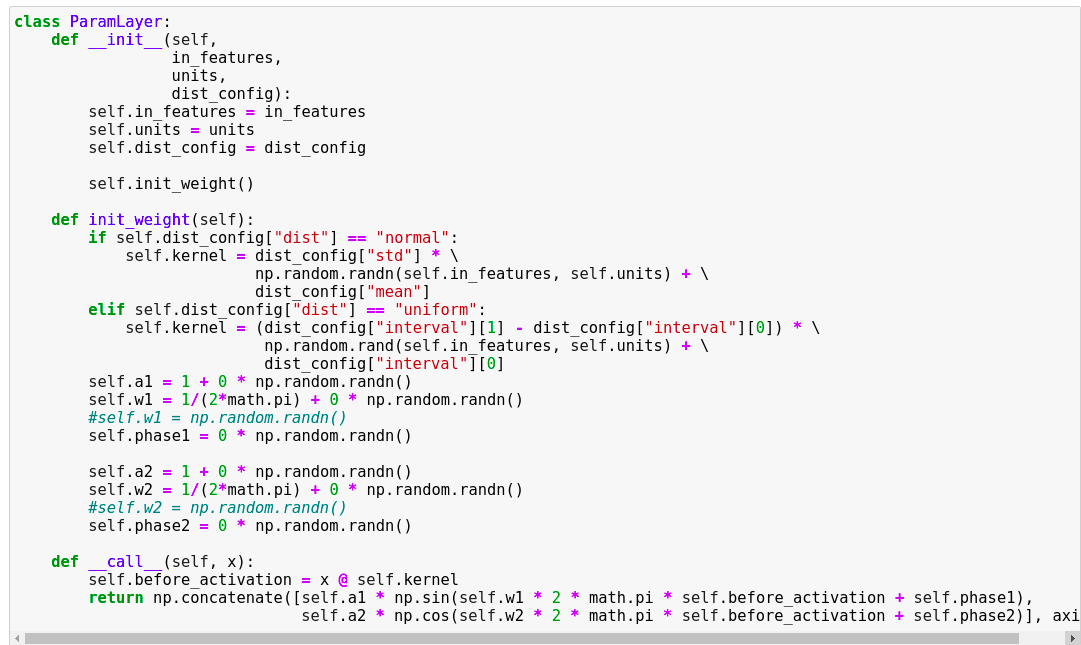 class ParamLayer:
    def __init__(self,
                 in_features,
                 units,
                 dist_config):
        self.in_features = in_features
        self.units = units
        self.dist_config = dist_config

        self.init_weight()

    def init_weight(self):
        if self.dist_config["dist"] == "normal":
            self.kernel = dist_config["std"] * \
                          np.random.randn(self.in_features, self.units) + \
                          dist_config["mean"]
        elif self.dist_config["dist"] == "uniform":
            self.kernel = (dist_config["interval"][1] - dist_config["interval"][0]) * \
                           np.random.rand(self.in_features, self.units) + \
                           dist_config["interval"][0]
        self.a1 = 1 + 0 * np.random.randn()
        self.w1 = 1/(2*math.pi) + 0 * np.random.randn()
        #self.w1 = np.random.randn()
        self.phase1 = 0 * np.random.randn()

        self.a2 = 1 + 0 * np.random.randn()
        self.w2 = 1/(2*math.pi) + 0 * np.random.randn()
        #self.w2 = np.random.randn()
        self.phase2 = 0 * np.random.randn()

    def __call__(self, x):
        self.before_activation = x @ self.kernel
        return np.concatenate([self.a1 * np.sin(self.w1 * 2 * math.pi * self.before_activation + self.phase1),
                               self.a2 * np.cos(self.w2 * 2 * math.pi * self.before_activation + self.phase2)], axi